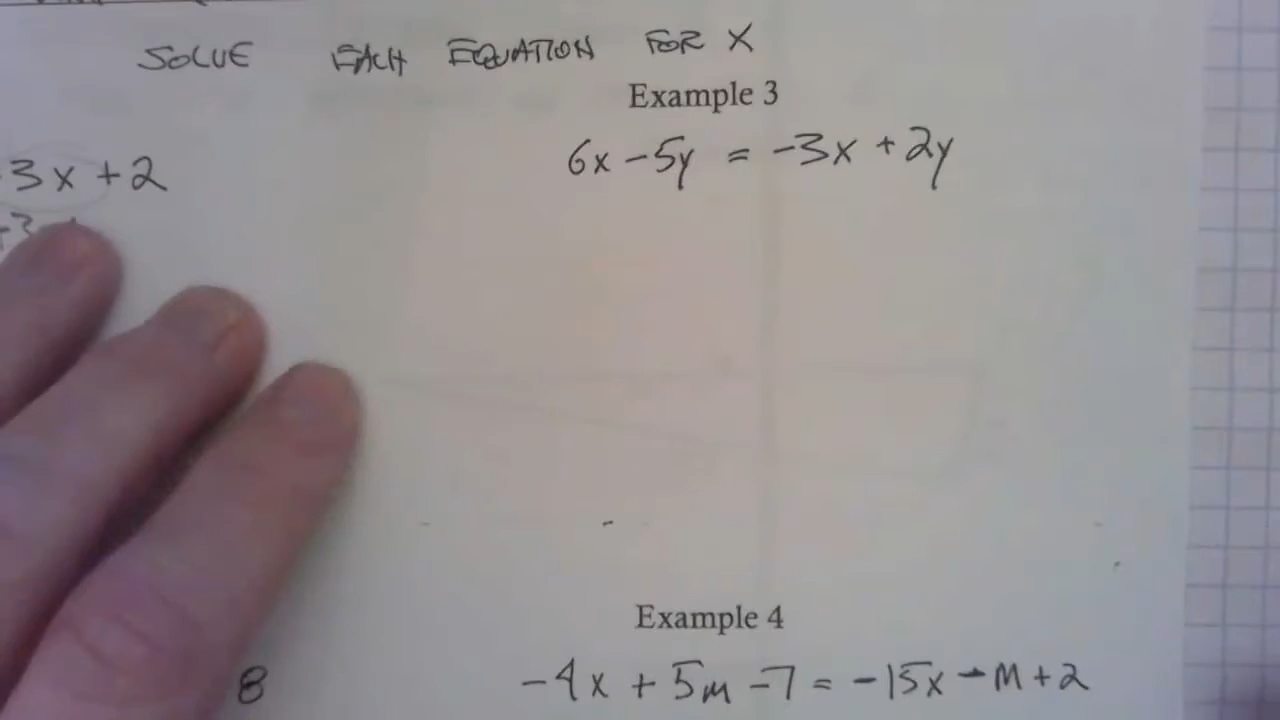 SOLVE EACH EQUATION FOR X
Example 3
6x - 5y = -3x + 2y
3x + 2
+3
Example 4
-4x + 5m - 7 = -15x - m + 2
8